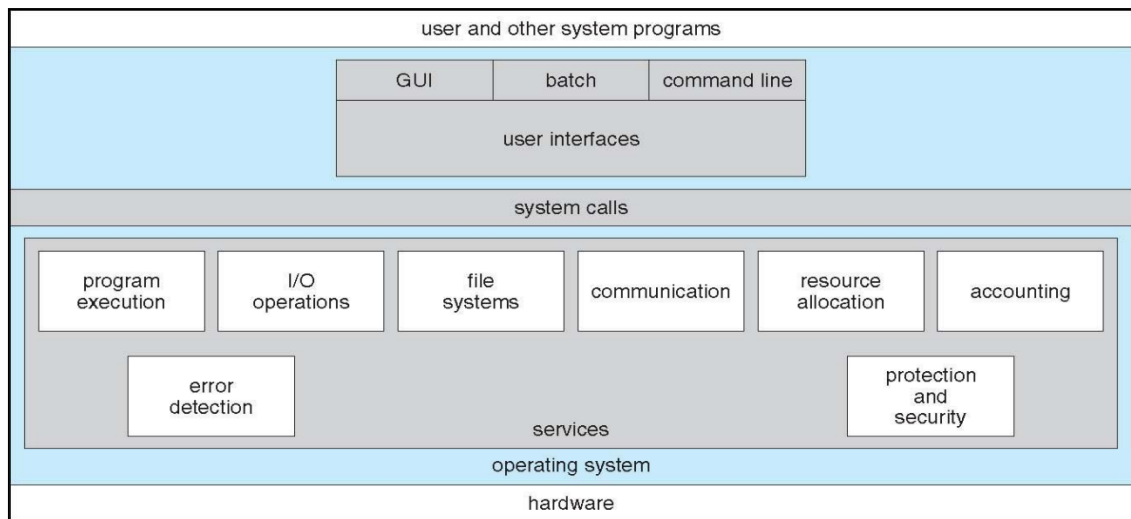 user and other system programs
GUI
batch
command line
user interfaces
system calls
program
execution
I/O
operations
file
systems
communication
resource
allocation
accounting
error
detection
protection
and
security
services
operating system
hardware